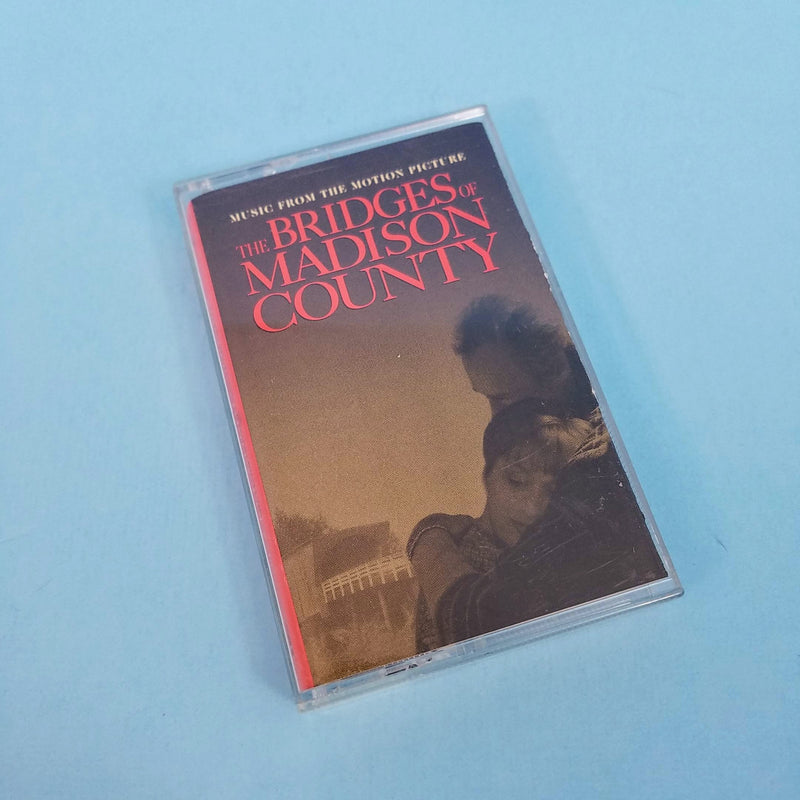 MUSIC FROM THE MOTION PICTURE
THE BRIDGES OF
MADISON
COUNTY